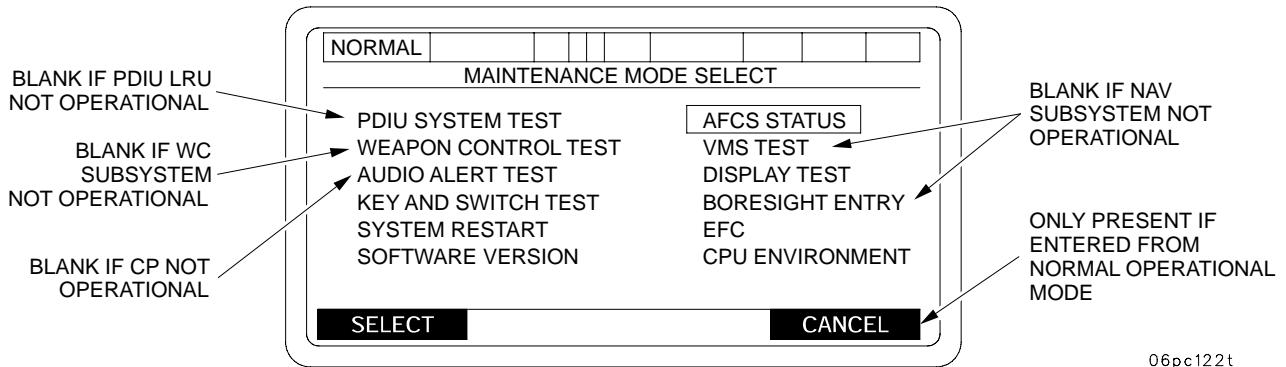 BLANK IF PDIU LRU
NOT OPERATIONAL
BLANK IF WC
SUBSYSTEM
NOT OPERATIONAL
BLANK IF CP NOT
OPERATIONAL
NORMAL
MAINTENANCE MODE SELECT
PDIU SYSTEM TEST
WEAPON CONTROL TEST
AUDIO ALERT TEST
KEY AND SWITCH TEST
SYSTEM RESTART
SOFTWARE VERSION
AFCS STATUS
VMS TEST
DISPLAY TEST
BORESIGHT ENTRY
EFC
CPU ENVIRONMENT
SELECT
CANCEL
BLANK IF NAV
SUBSYSTEM NOT
OPERATIONAL
ONLY PRESENT IF
ENTERED FROM
NORMAL OPERATIONAL
MODE
06pc122t